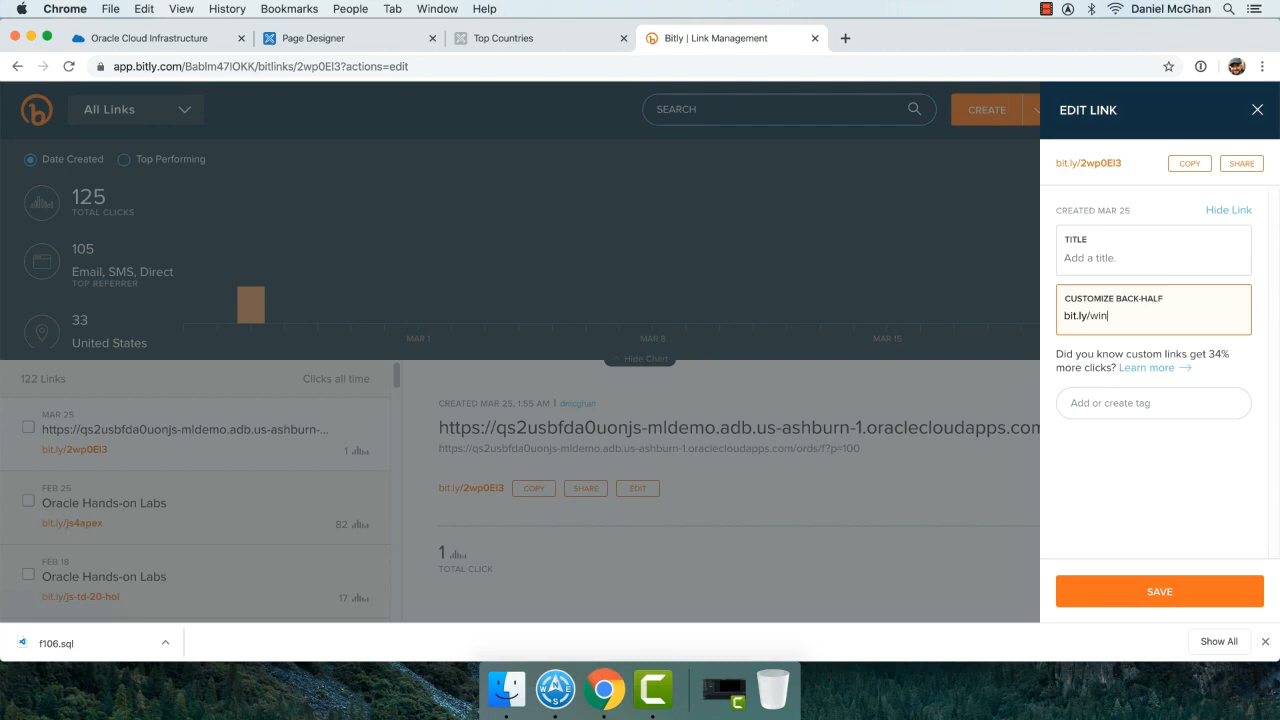 Chrome File Edit View History Bookmarks People Tab Window Help Daniel McGhan
Oracle Cloud Infrastructure Page Designer Top Countries Bitly | Link Management
app.bitly.com/Bablm47lOKK/bitlinks/2wp0EI3?actions=edit
All Links SEARCH CREATE
EDIT LINK
Date Created Top Performing
bit.ly/2wp0EI3 COPY SHARE
125
TOTAL CLICKS
CREATED MAR 25 Hide Link
TITLE
Add a title.
105
Email, SMS, Direct
TOP REFERRER
CUSTOMIZE BACK-HALF
bit.ly/win
33
United States
MAR 1 MAR 8 MAR 15
Hide Chart
Did you know custom links get 34%
more clicks? Learn more
Add or create tag
122 Links Clicks all time
MAR 25
https://qs2usbfda0uonjs-mldemo.adb.us-ashburn-...
bit.ly/2wp0EI3 1
FEB 25
Oracle Hands-on Labs
bit.ly/js4apex 82
FEB 18
Oracle Hands-on Labs
bit.ly/js-td-20-hol 17
CREATED MAR 25, 1:55 AM | dmcghan
https://qs2usbfda0uonjs-mldemo.adb.us-ashburn-1.oraclecloudapps.com
https://qs2usbfda0uonjs-mldemo.adb.us-ashburn-1.oraclecloudapps.com/ords/f?p=100
bit.ly/2wp0EI3 COPY SHARE EDIT
1
TOTAL CLICK
SAVE
f106.sql Show All